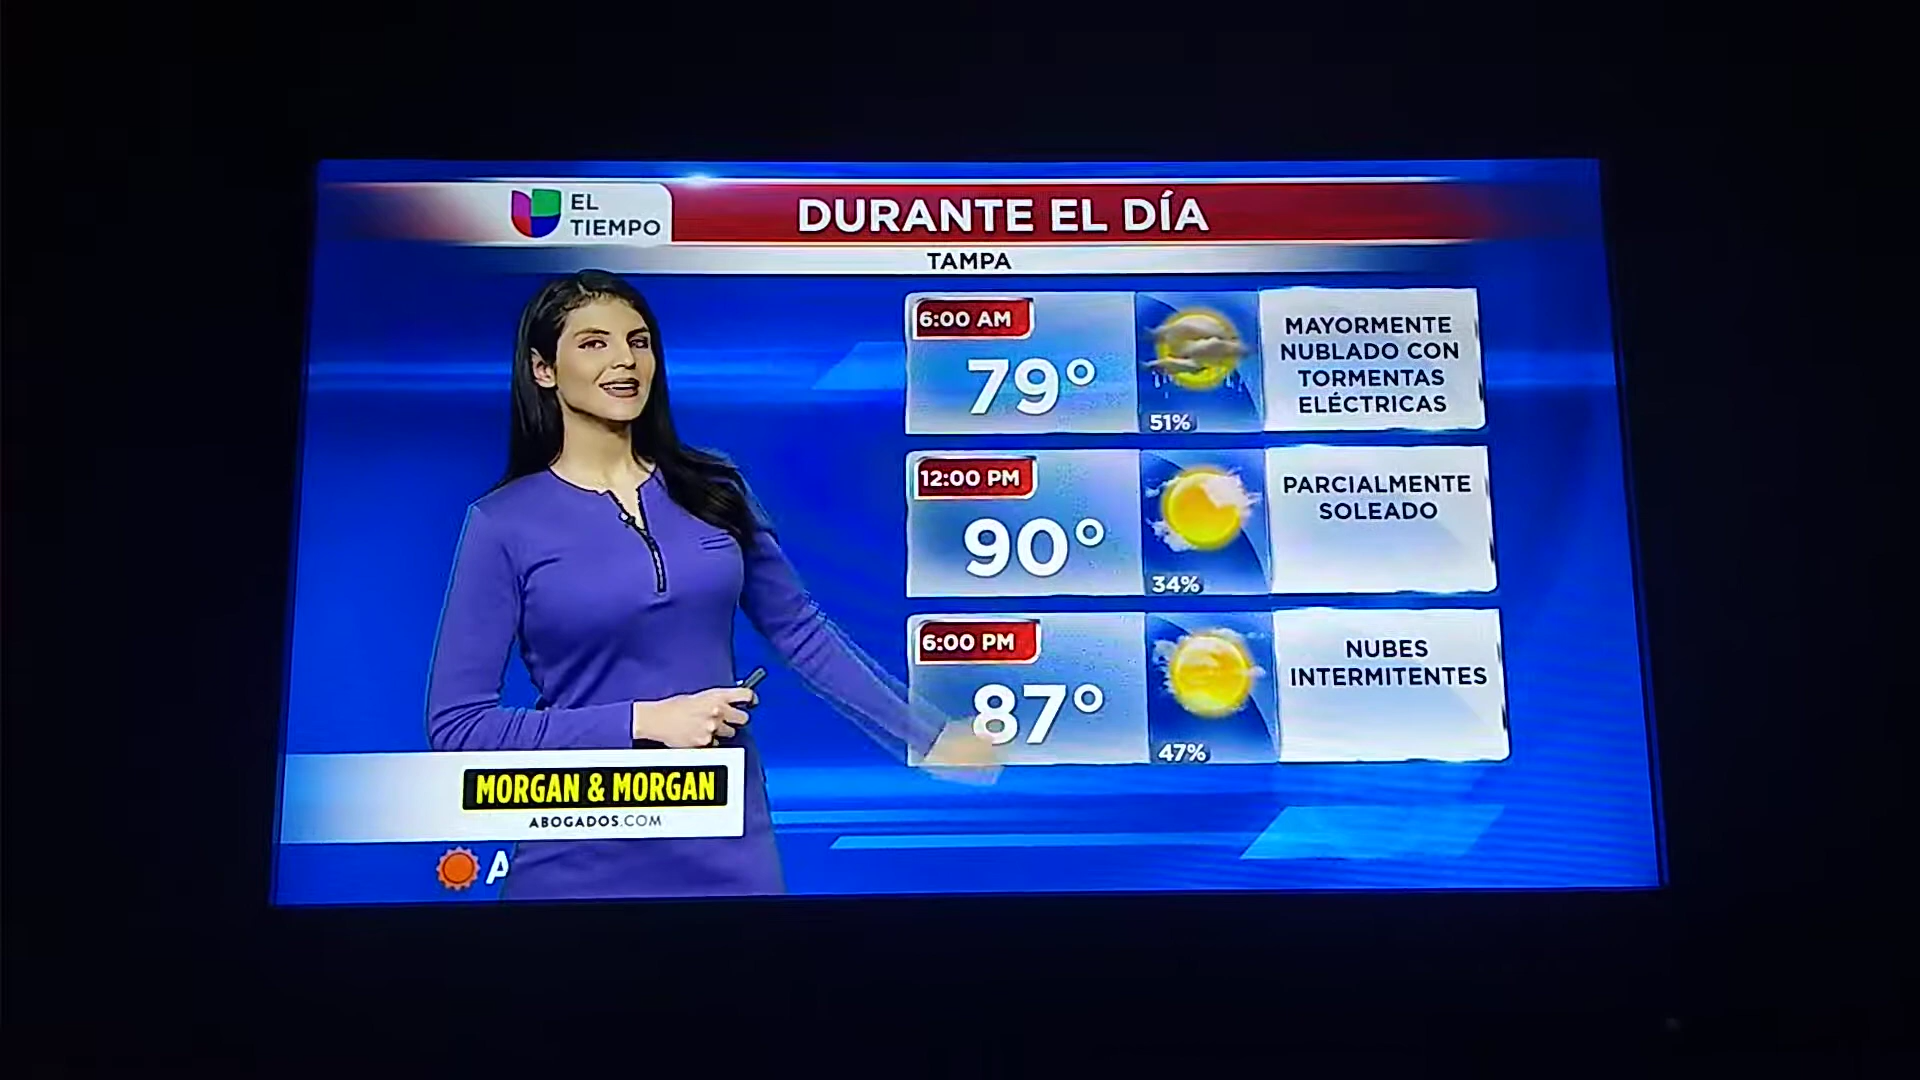 EL
TIEMPO
DURANTE EL DÍA
TAMPA
6:00 AM
79°
51%
MAYORMENTE
NUBLADO CON
TORMENTAS
ELÉCTRICAS
12:00 PM
90°
34%
PARCIALMENTE
SOLEADO
6:00 PM
87°
47%
NUBES
INTERMITENTES
MORGAN & MORGAN
ABOGADOS.COM
A